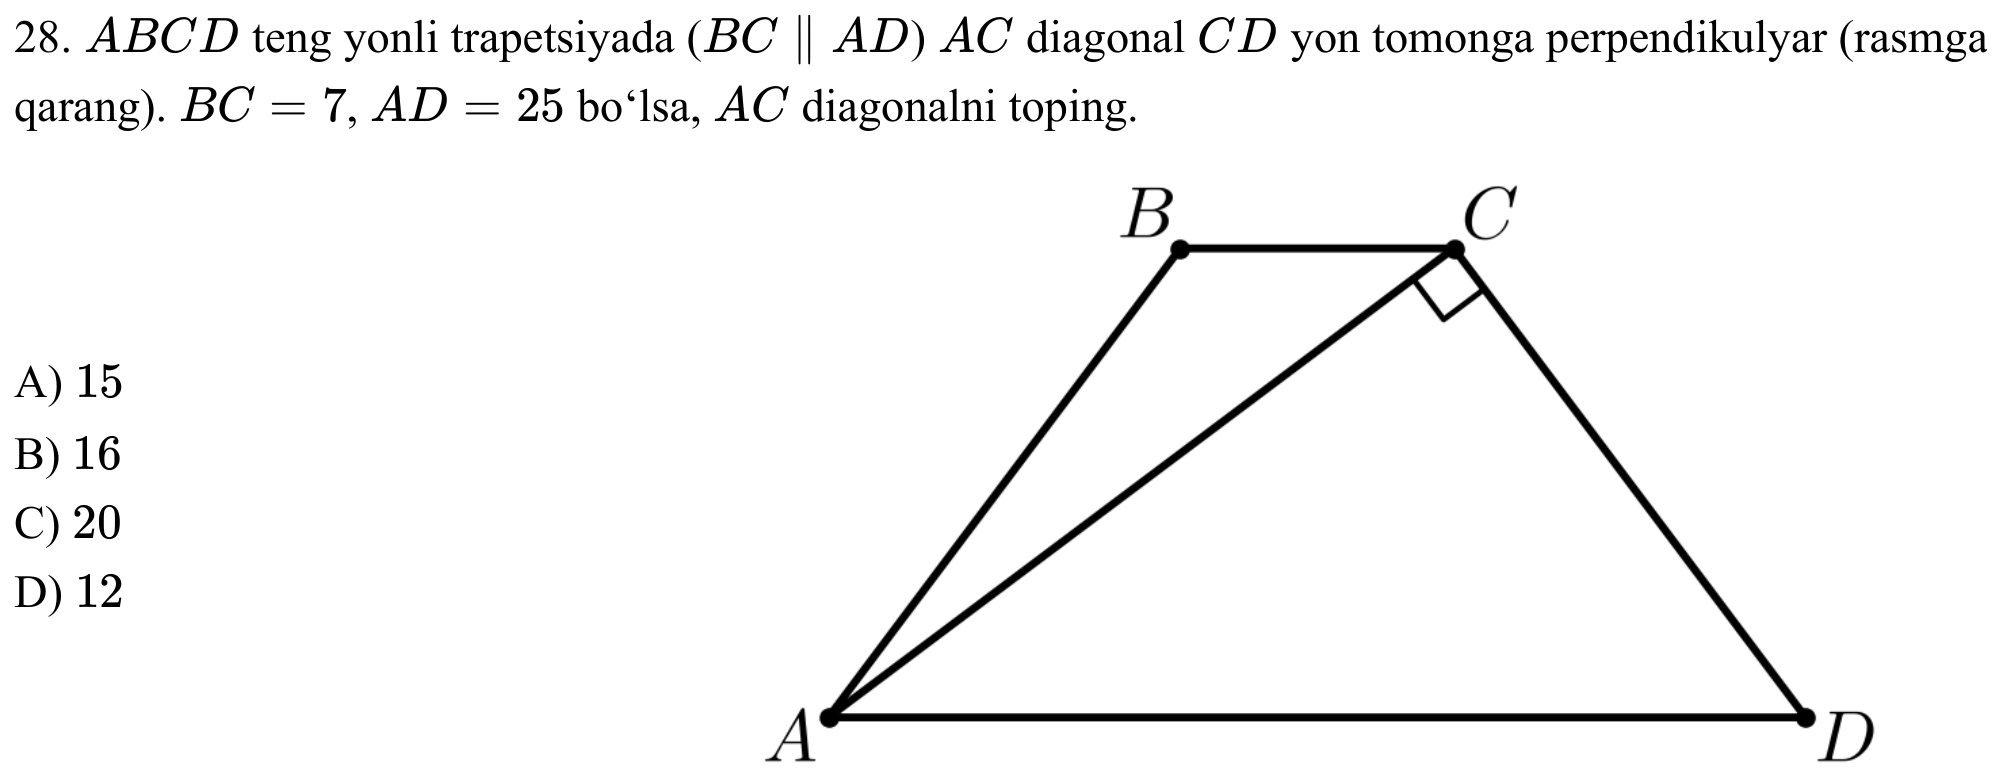 28. ABCD teng yonli trapetsiyada (BC ∥ AD) AC diagonal CD yon tomonga perpendikulyar (rasmga
qarang). BC = 7, AD = 25 bo‘lsa, AC diagonalni toping.
B
C
A) 15
B) 16
C) 20
D) 12
A
D